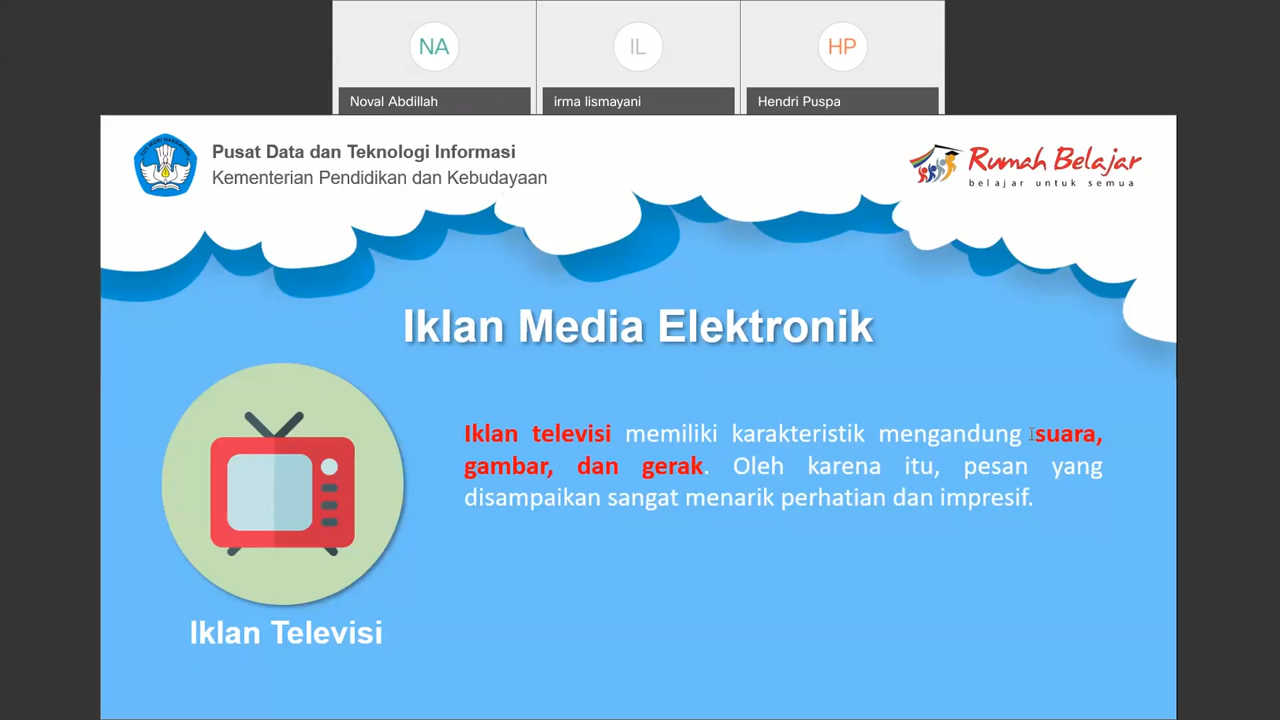 NA
IL
HP
Noval Abdillah
irma lismayani
Hendri Puspa
Pusat Data dan Teknologi Informasi
Kementerian Pendidikan dan Kebudayaan
Rumah Belajar
belajar untuk semua
Iklan Media Elektronik
Iklan televisi memiliki karakteristik mengandung suara,
gambar, dan gerak. Oleh karena itu, pesan yang
disampaikan sangat menarik perhatian dan impresif.
Iklan Televisi